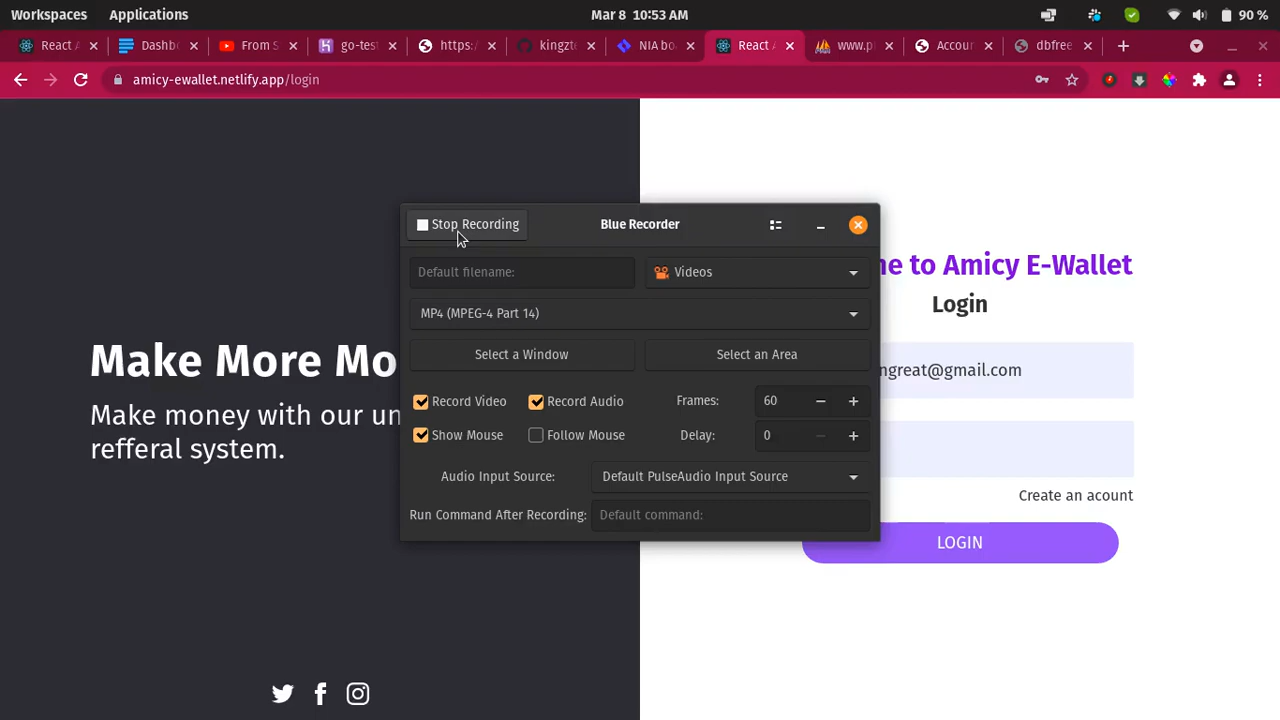 Workspaces Applications Mar 8 10:53 AM 90 %
React A Dashb From S go-tes https:/ kingzt NIA bo React A www.p Accour dbfree
amicy-ewallet.netlify.app/login
Stop Recording Blue Recorder
Default filename: Videos
MP4 (MPEG-4 Part 14)
Select a Window Select an Area
Record Video Record Audio Frames: 60
Show Mouse Follow Mouse Delay: 0
Audio Input Source: Default PulseAudio Input Source
Run Command After Recording: Default command:
Make More Mo
Make money with our un
refferal system.
me to Amicy E-Wallet
Login
ngreat@gmail.com
Create an acount
LOGIN